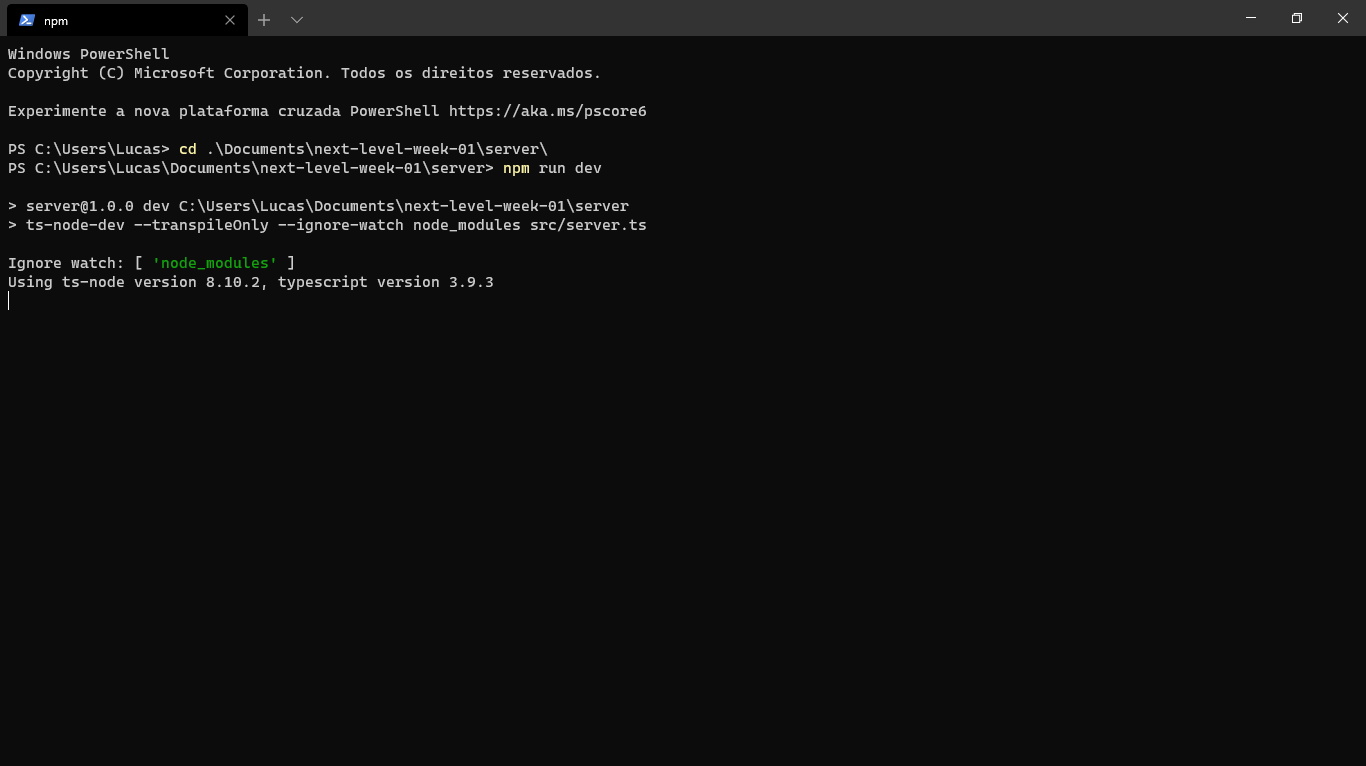 npm
Windows PowerShell
Copyright (C) Microsoft Corporation. Todos os direitos reservados.
Experimente a nova plataforma cruzada PowerShell https://aka.ms/pscore6
PS C:\Users\Lucas> cd .\Documents\next-level-week-01\server\
PS C:\Users\Lucas\Documents\next-level-week-01\server> npm run dev
> server@1.0.0 dev C:\Users\Lucas\Documents\next-level-week-01\server
> ts-node-dev --transpileOnly --ignore-watch node_modules src/server.ts
Ignore watch: [ 'node_modules' ]
Using ts-node version 8.10.2, typescript version 3.9.3